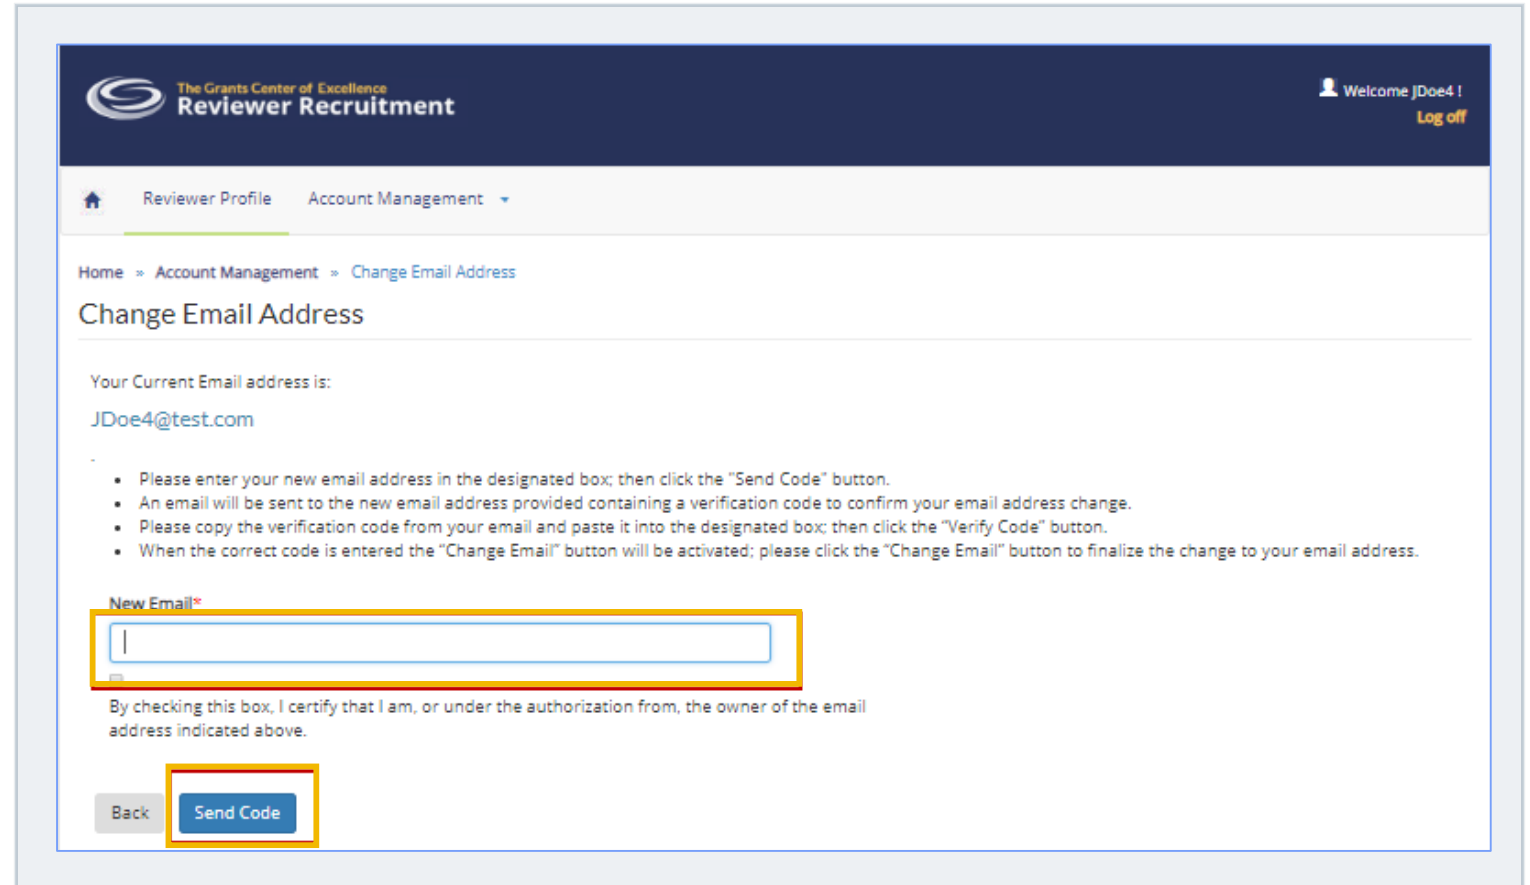 The Grants Center of Excellence
Reviewer Recruitment
Welcome JDoe4 !
Log off
Reviewer Profile Account Management
Home » Account Management » Change Email Address
Change Email Address
Your Current Email address is:
JDoe4@test.com
.
• Please enter your new email address in the designated box; then click the "Send Code" button.
• An email will be sent to the new email address provided containing a verification code to confirm your email address change.
• Please copy the verification code from your email and paste it into the designated box; then click the “Verify Code” button.
• When the correct code is entered the “Change Email” button will be activated; please click the “Change Email” button to finalize the change to your email address.
New Email*
By checking this box, I certify that I am, or under the authorization from, the owner of the email
address indicated above.
Back Send Code